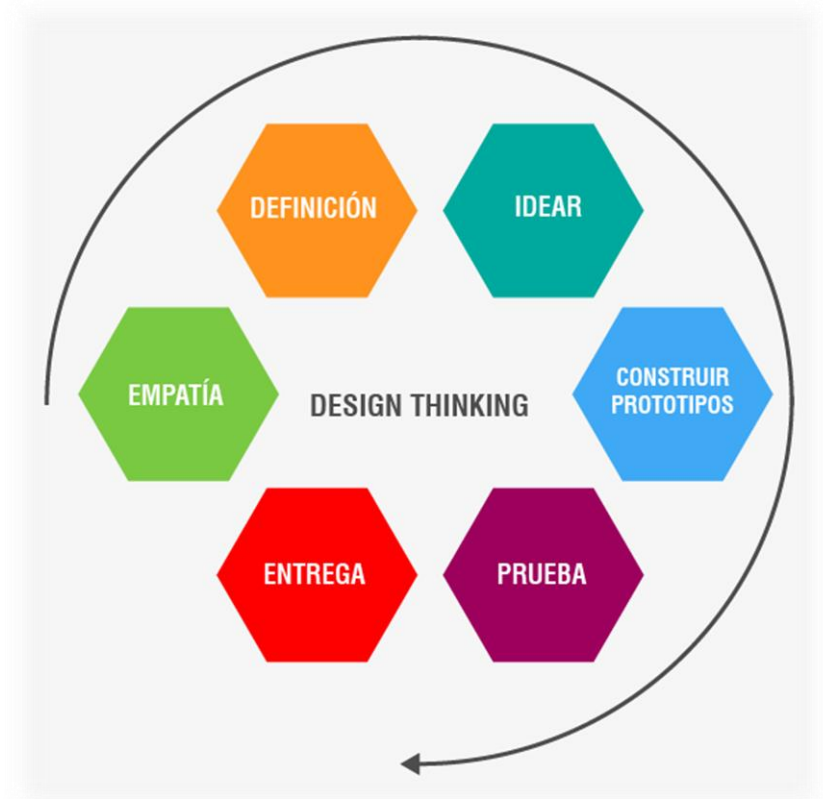 DEFINICIÓN
IDEAR
EMPATÍA
DESIGN THINKING
CONSTRUIR
PROTOTIPOS
ENTREGA
PRUEBA